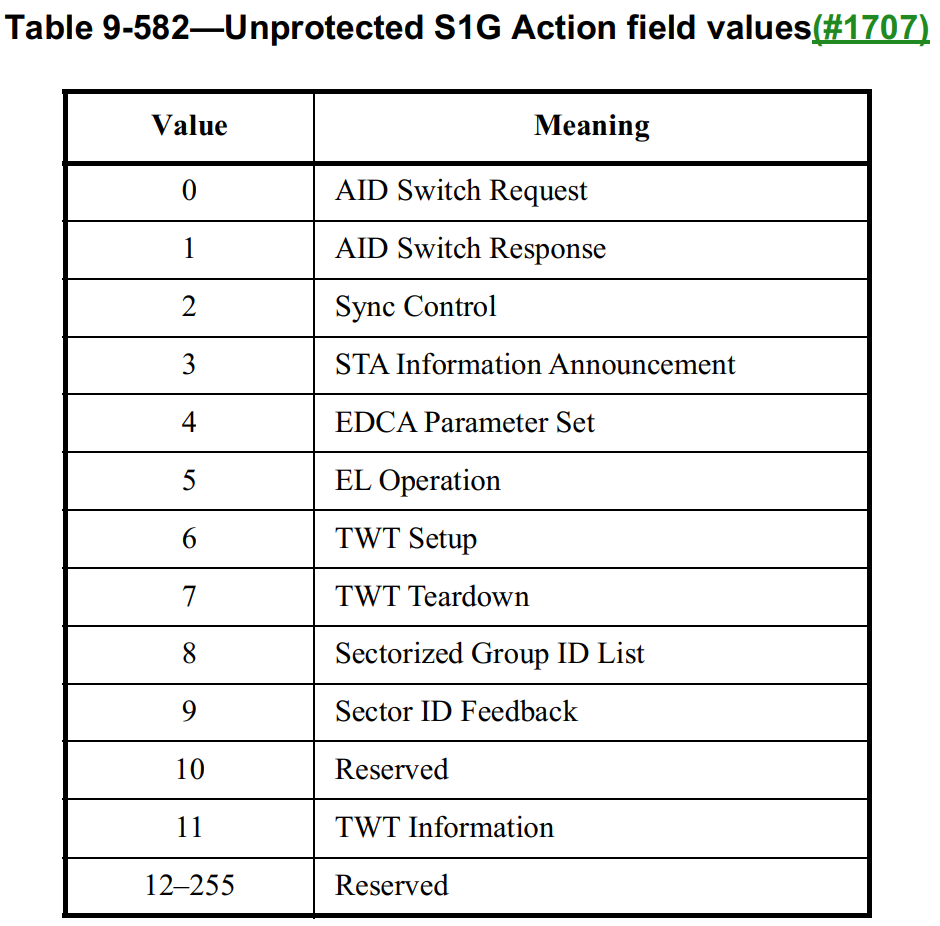 Table 9-582—Unprotected S1G Action field values(#1707)
Value Meaning
0 AID Switch Request
1 AID Switch Response
2 Sync Control
3 STA Information Announcement
4 EDCA Parameter Set
5 EL Operation
6 TWT Setup
7 TWT Teardown
8 Sectorized Group ID List
9 Sector ID Feedback
10 Reserved
11 TWT Information
12–255 Reserved